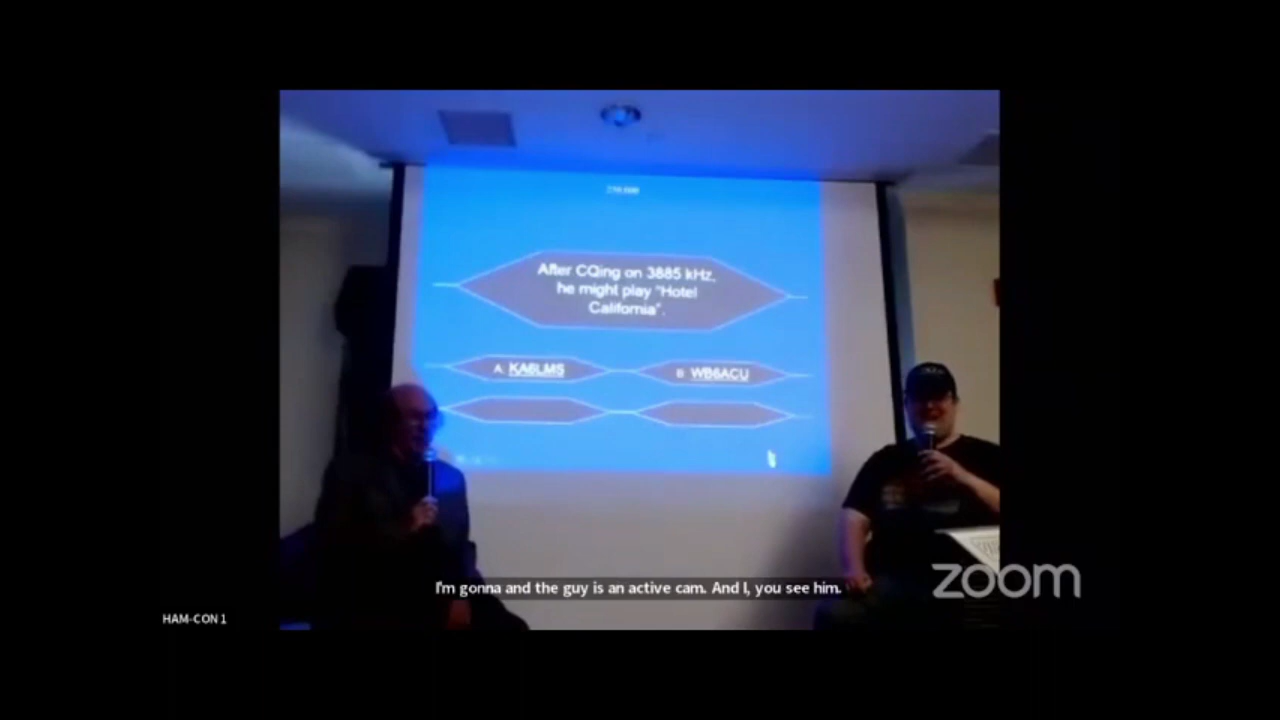 After CQing on 3885 kHz,
he might play "Hotel
California".
A: KA6LMS
B: WB6ACU
I'm gonna and the guy is an active cam. And I, you see him.
zoom
HAM-CON 1